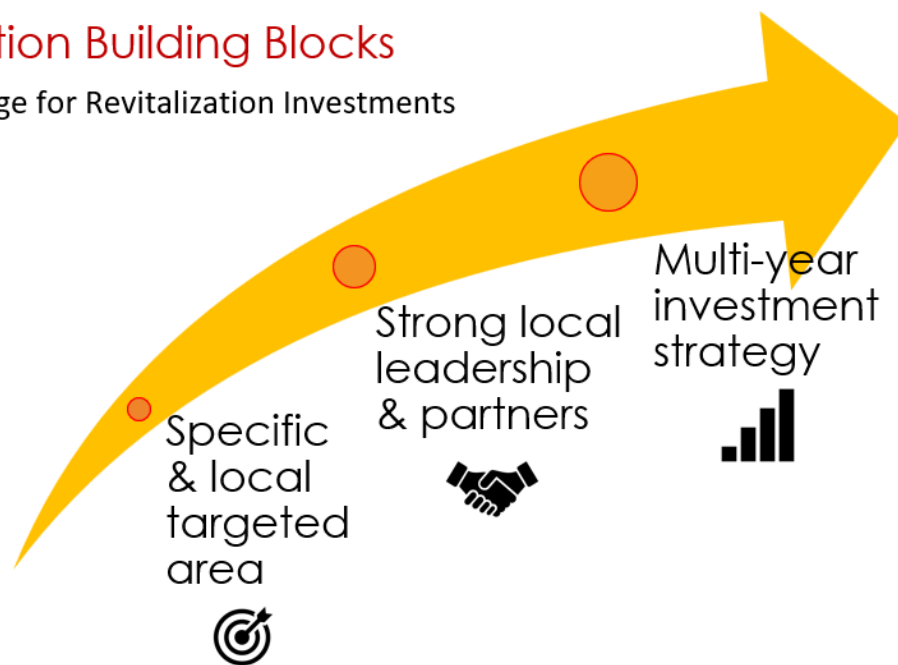 tion Building Blocks
ge for Revitalization Investments
Specific
& local
targeted
area
Strong local
leadership
& partners
Multi-year
investment
strategy